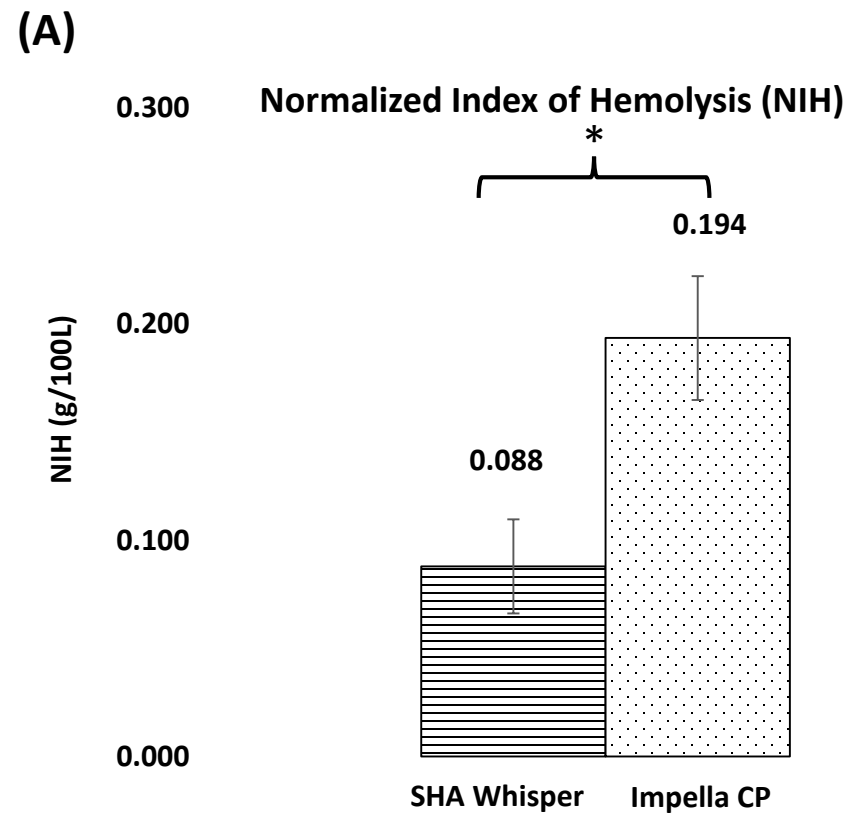 (A)
Normalized Index of Hemolysis (NIH)
*
0.300
0.200
0.100
0.000
NIH (g/100L)
0.088
0.194
SHA Whisper
Impella CP